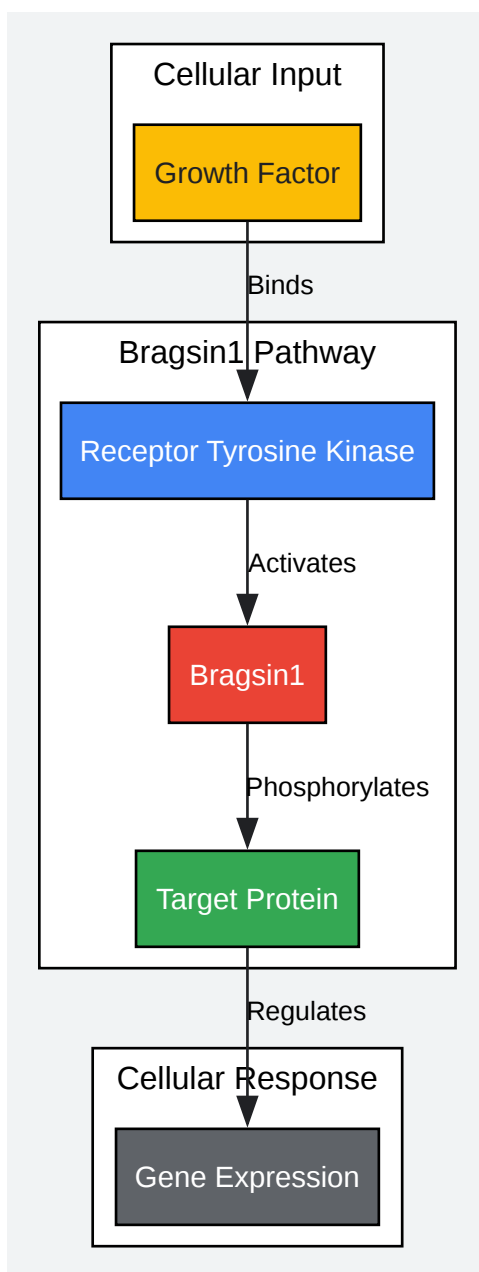 Cellular Input
Growth Factor
Binds
Bragsin1 Pathway
Receptor Tyrosine Kinase
Activates
Bragsin1
Phosphorylates
Target Protein
Regulates
Cellular Response
Gene Expression